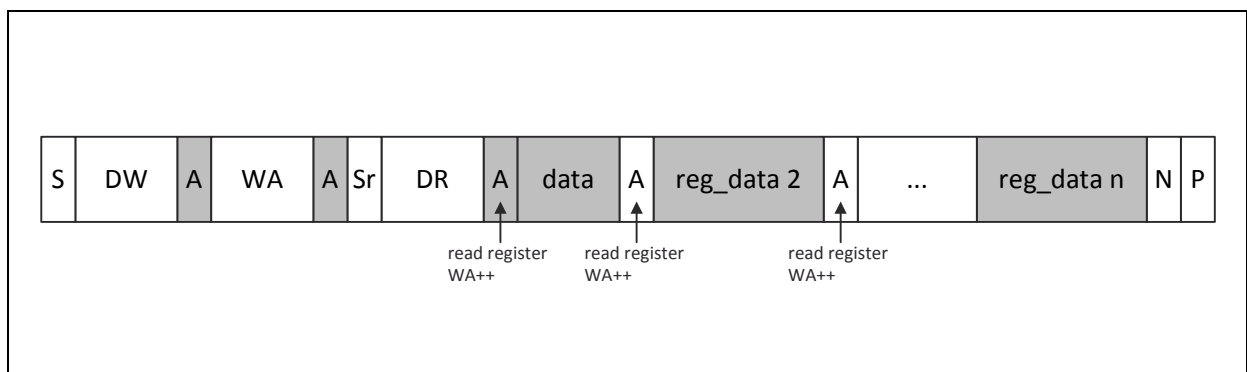 S DW A WA A Sr DR A data A reg_data 2 A ... reg_data n N P
read register read register read register
WA++ WA++ WA++